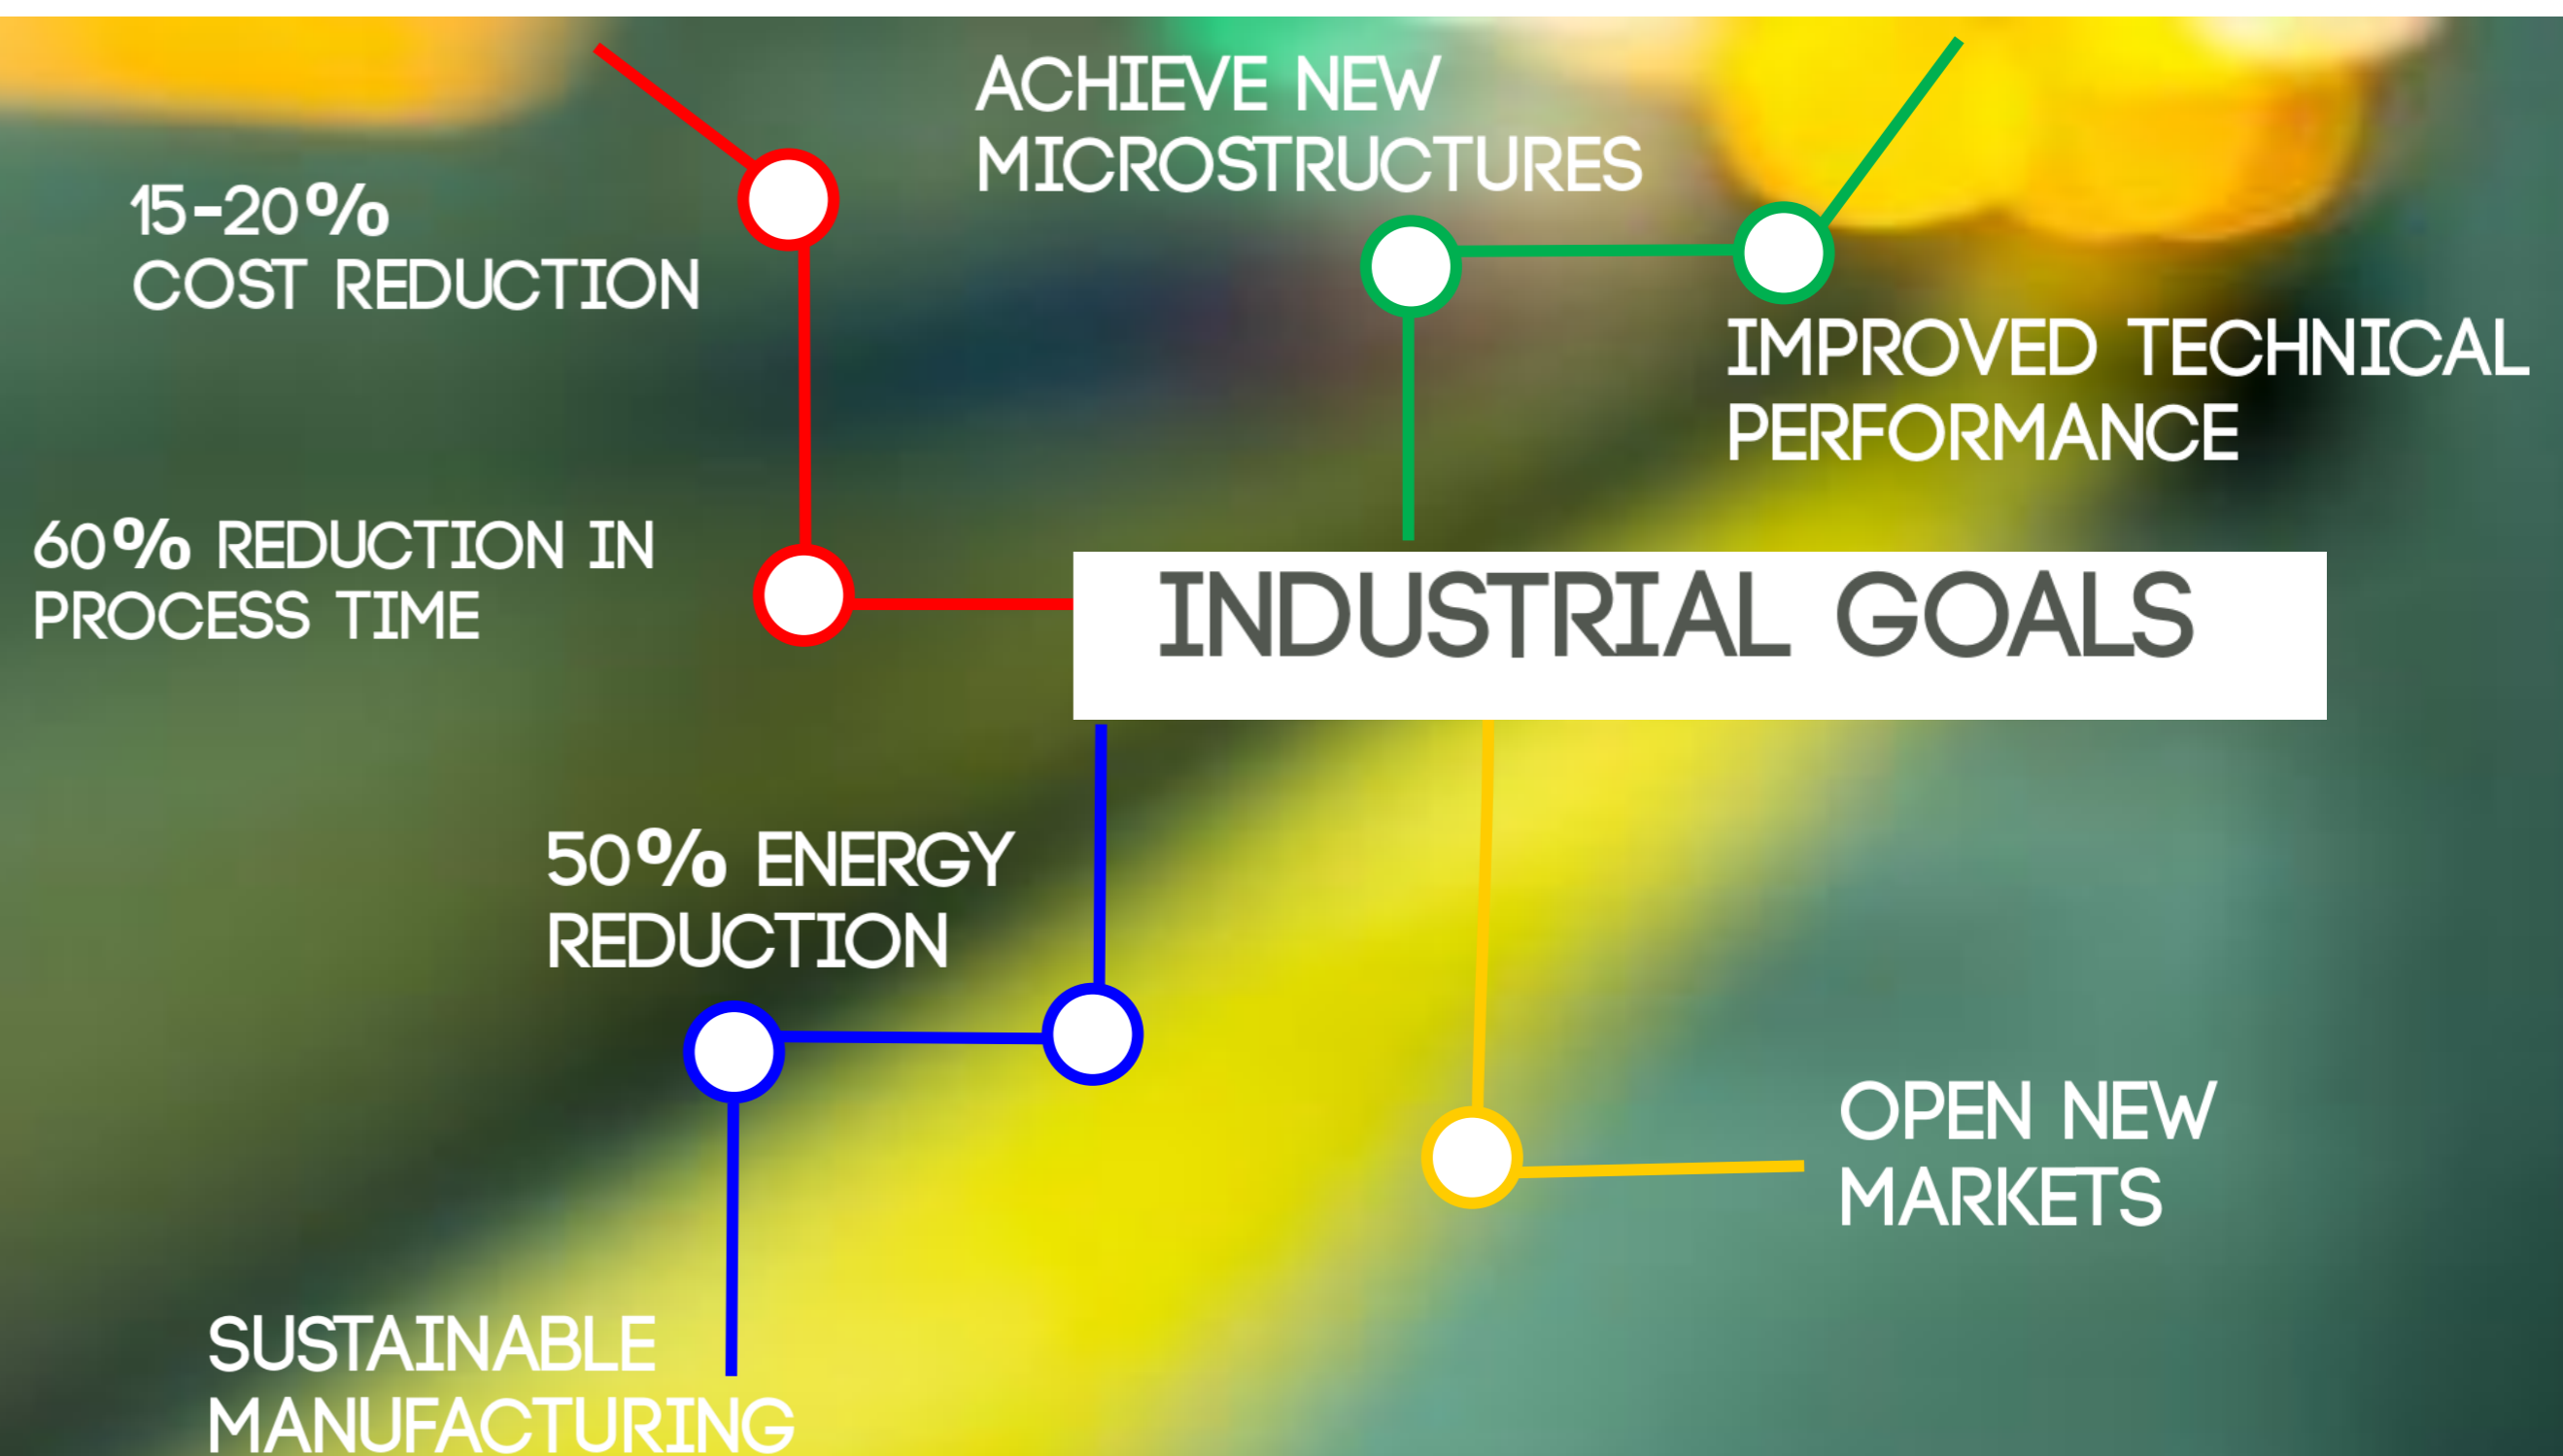 ACHIEVE NEW
MICROSTRUCTURES
15-20%
COST REDUCTION
IMPROVED TECHNICAL
PERFORMANCE
60% REDUCTION IN
PROCESS TIME
INDUSTRIAL GOALS
50% ENERGY
REDUCTION
OPEN NEW
MARKETS
SUSTAINABLE
MANUFACTURING